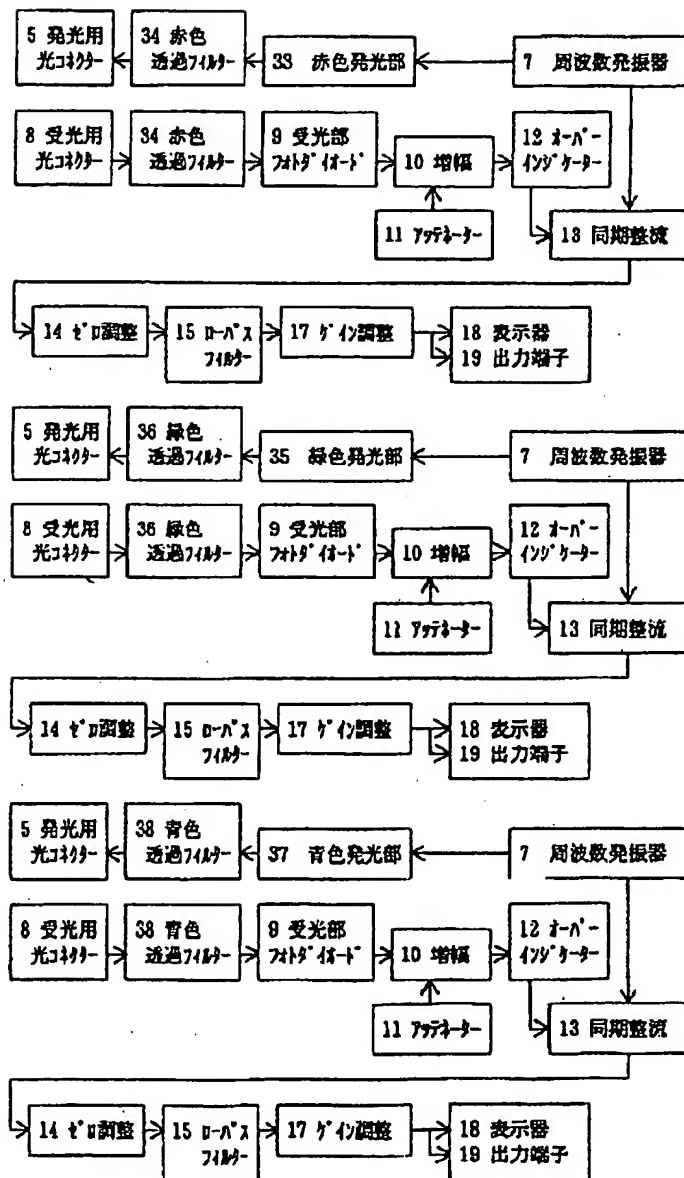 5 発光用
光コネクター
34 赤色
透過フィルター
33 赤色発光部
7 周波数発振器
8 受光用
光コネクター
34 赤色
透過フィルター
9 受光部
フォトダイオード
10 増幅
12 オーバー
インジケーター
11 アッテネーター
13 同期整流
14 ゼロ調整
15 ローパス
フィルター
17 ゲイン調整
18 表示器
19 出力端子
5 発光用
光コネクター
36 緑色
透過フィルター
35 緑色発光部
7 周波数発振器
8 受光用
光コネクター
36 緑色
透過フィルター
9 受光部
フォトダイオード
10 増幅
12 オーバー
インジケーター
11 アッテネーター
13 同期整流
14 ゼロ調整
15 ローパス
フィルター
17 ゲイン調整
18 表示器
19 出力端子
5 発光用
光コネクター
38 青色
透過フィルター
37 青色発光部
7 周波数発振器
8 受光用
光コネクター
38 青色
透過フィルター
9 受光部
フォトダイオード
10 増幅
12 オーバー
インジケーター
11 アッテネーター
13 同期整流
14 ゼロ調整
15 ローパス
フィルター
17 ゲイン調整
18 表示器
19 出力端子